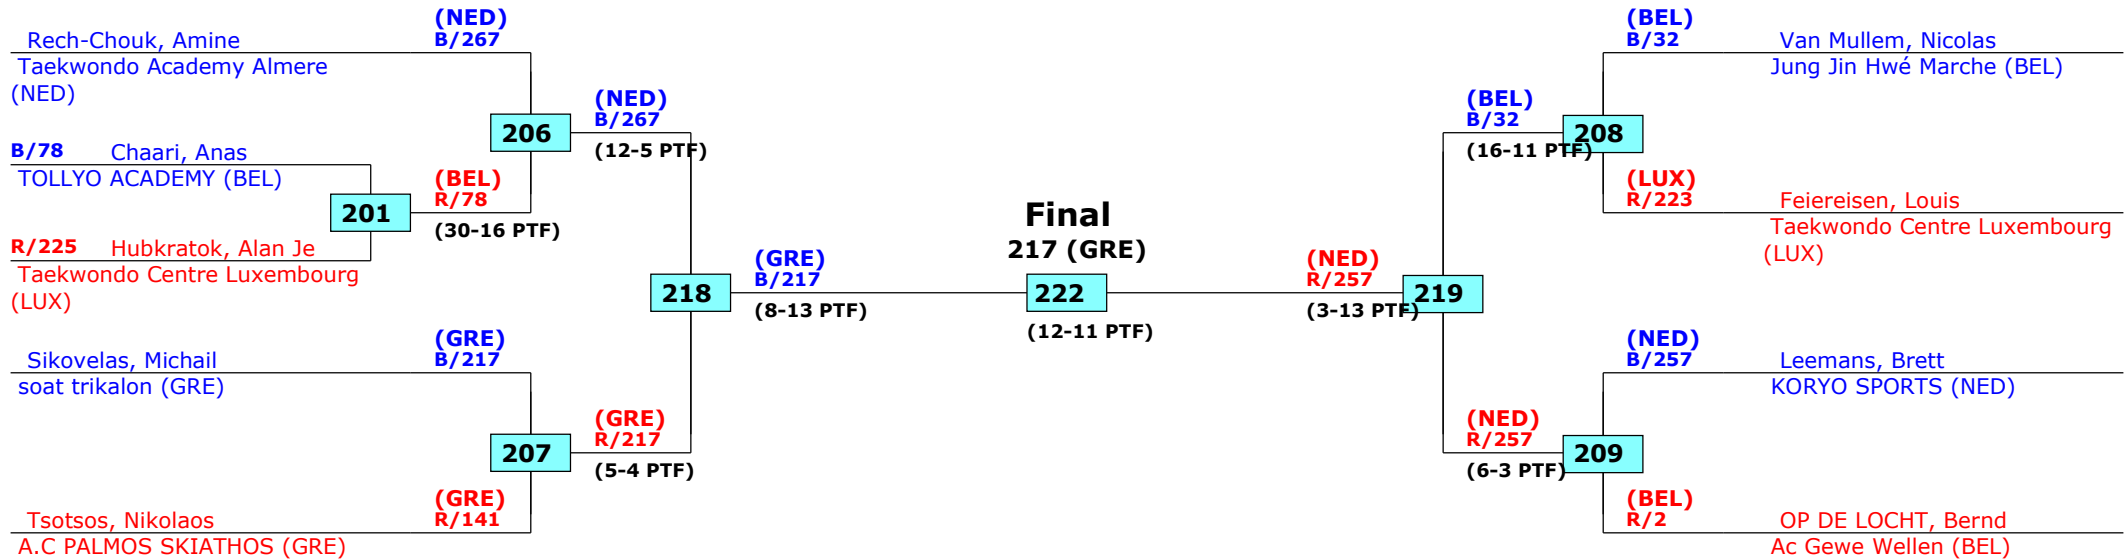 (NED)
B/267
Rech-Chouk, Amine
Taekwondo Academy Almere
(NED)
206
(NED)
B/267
(12-5 PTF)
B/78 Chaari, Anas
TOLLYO ACADEMY (BEL)
201
(BEL)
R/78
(30-16 PTF)
R/225 Hubkratok, Alan Je
Taekwondo Centre Luxembourg
(LUX)
218
(GRE)
B/217
(8-13 PTF)
(GRE)
B/217
Sikovelas, Michail
soat trikalon (GRE)
207
(GRE)
R/217
(5-4 PTF)
(GRE)
R/141
Tsotsos, Nikolaos
A.C PALMOS SKIATHOS (GRE)
Final
217 (GRE)
222
(12-11 PTF)
(BEL)
B/32
Van Mullem, Nicolas
Jung Jin Hwé Marche (BEL)
(BEL)
B/32
(16-11 PTF)
208
(LUX)
R/223
Feiereisen, Louis
Taekwondo Centre Luxembourg
(LUX)
(NED)
R/257
(3-13 PTF)
219
(NED)
B/257
Leemans, Brett
KORYO SPORTS (NED)
(NED)
R/257
(6-3 PTF)
209
(BEL)
R/2
OP DE LOCHT, Bernd
Ac Gewe Wellen (BEL)